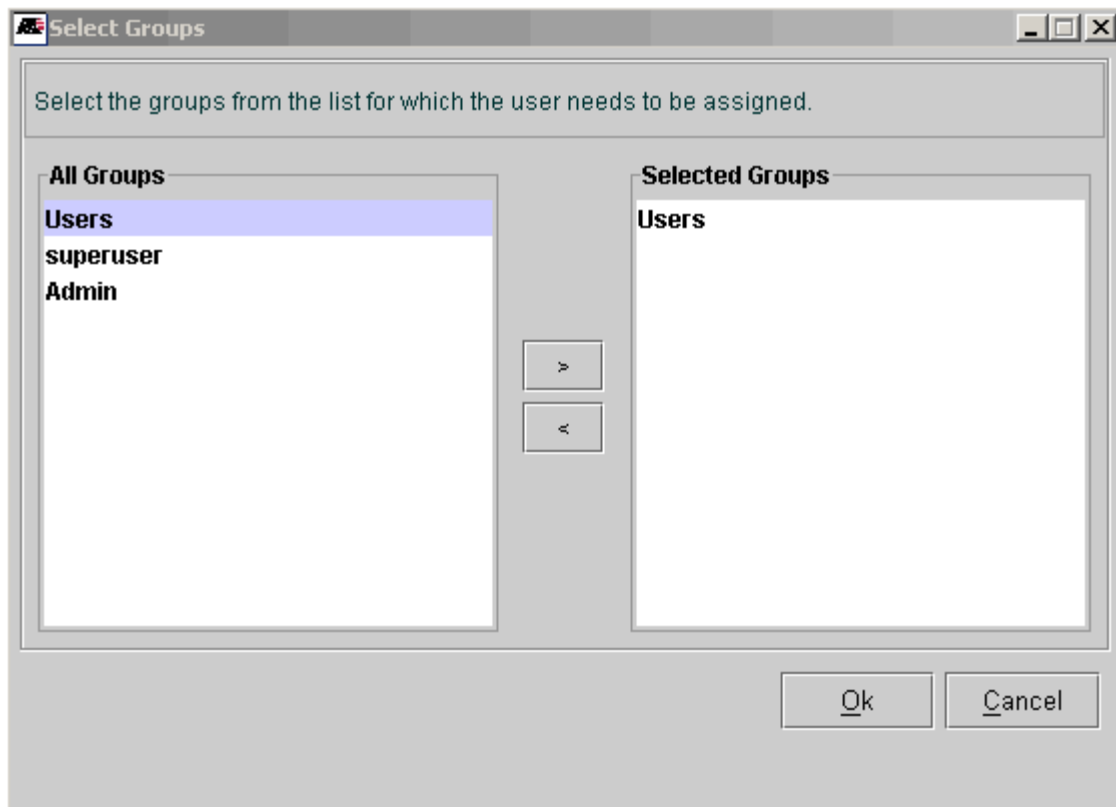 Select Groups
Select the groups from the list for which the user needs to be assigned.
All Groups
Users
superuser
Admin
>
<
Selected Groups
Users
Ok
Cancel